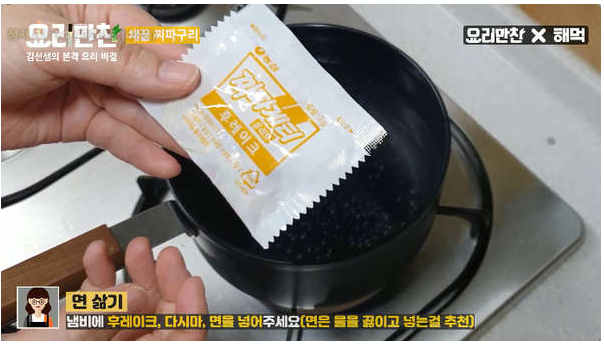 요리만찬 채끝 짜파구리
김선생의 본격 요리 비결
요리만찬 X 해먹
농심
짜파게티
후레이크
면 삶기
냄비에 후레이크, 다시마, 면을 넣어주세요(면은 물을 끓이고 넣는걸 추천)